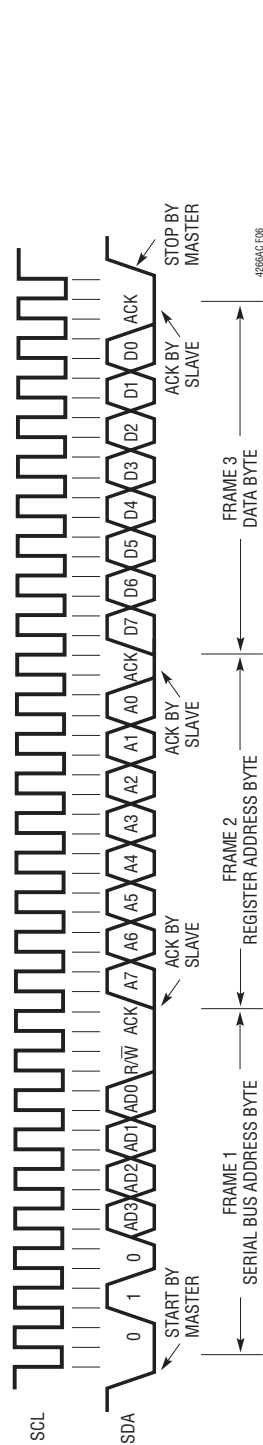 SCL
SDA
0 1 0 AD3 AD2 AD1 AD0 R/W̅ ACK A7 A6 A5 A4 A3 A2 A1 A0 ACK D7 D6 D5 D4 D3 D2 D1 D0 ACK
START BY
MASTER
ACK BY
SLAVE
ACK BY
SLAVE
ACK BY
SLAVE
STOP BY
MASTER
FRAME 1
SERIAL BUS ADDRESS BYTE
FRAME 2
REGISTER ADDRESS BYTE
FRAME 3
DATA BYTE
4266AC F06